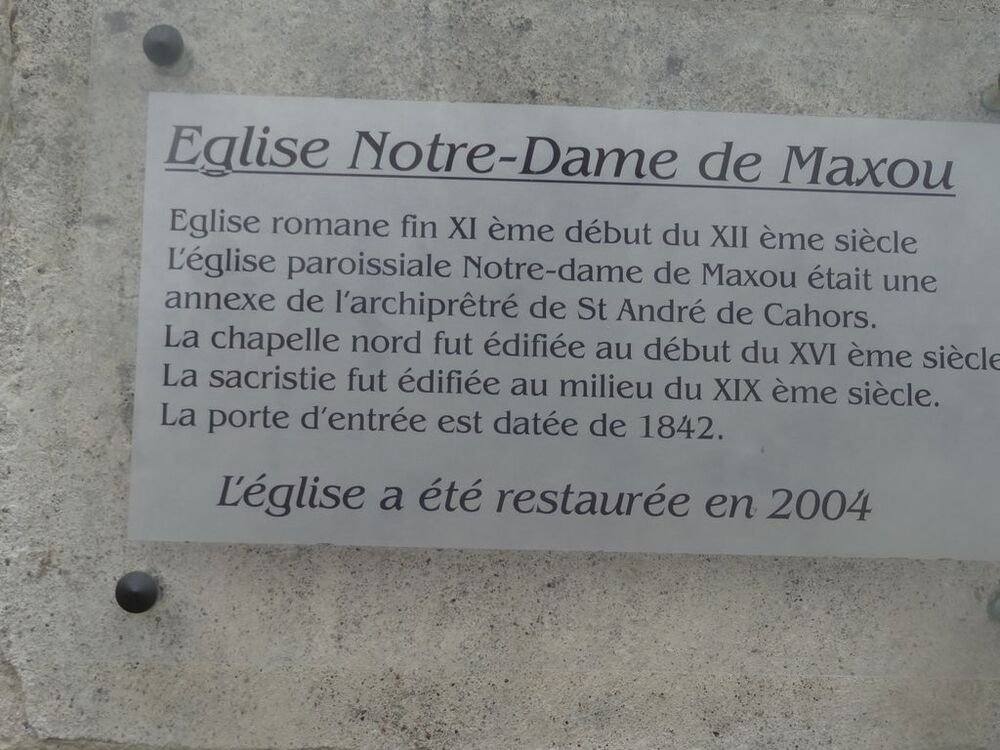 Eglise Notre-Dame de Maxou
Eglise romane fin XI ème début du XII ème siècle
L'église paroissiale Notre-dame de Maxou était une
annexe de l'archiprêtré de St André de Cahors.
La chapelle nord fut édifiée au début du XVI ème siècle
La sacristie fut édifiée au milieu du XIX ème siècle.
La porte d'entrée est datée de 1842.
L'église a été restaurée en 2004